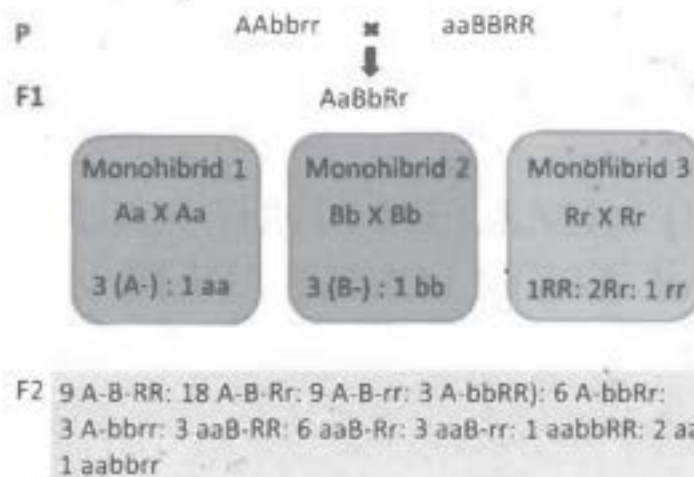 P AAbbrr × aaBBRR
F1 AaBbRr
Monohibrid 1
Aa X Aa
3 (A-) : 1 aa
Monohibrid 2
Bb X Bb
3 (B-) : 1 bb
Monohibrid 3
Rr X Rr
1RR: 2Rr: 1 rr
F2 9 A-B-RR: 18 A-B-Rr: 9 A-B-rr: 3 A-bbRR): 6 A-bbRr:
3 A-bbrr: 3 aaB-RR: 6 aaB-Rr: 3 aaB-rr: 1 aabbRR: 2 aa
1 aabbrr